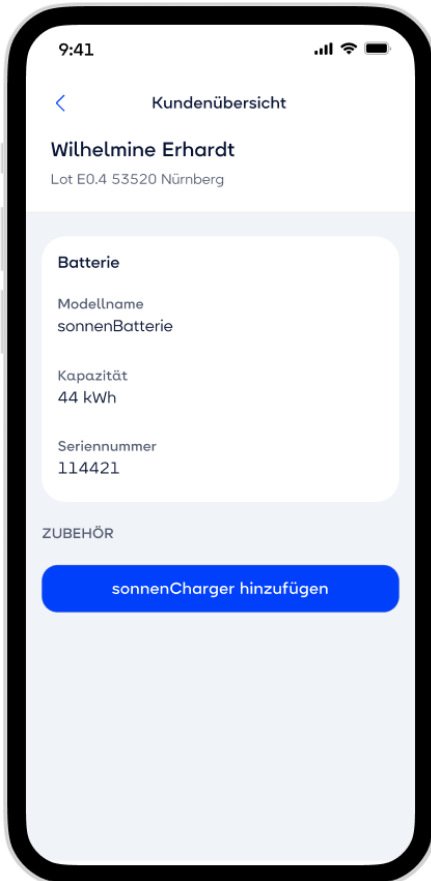 9:41
Kundenübersicht
Wilhelmine Erhardt
Lot E0.4 53520 Nürnberg
Batterie
Modellname
sonnenBatterie
Kapazität
44 kWh
Seriennummer
114421
ZUBEHÖR
sonnenCharger hinzufügen